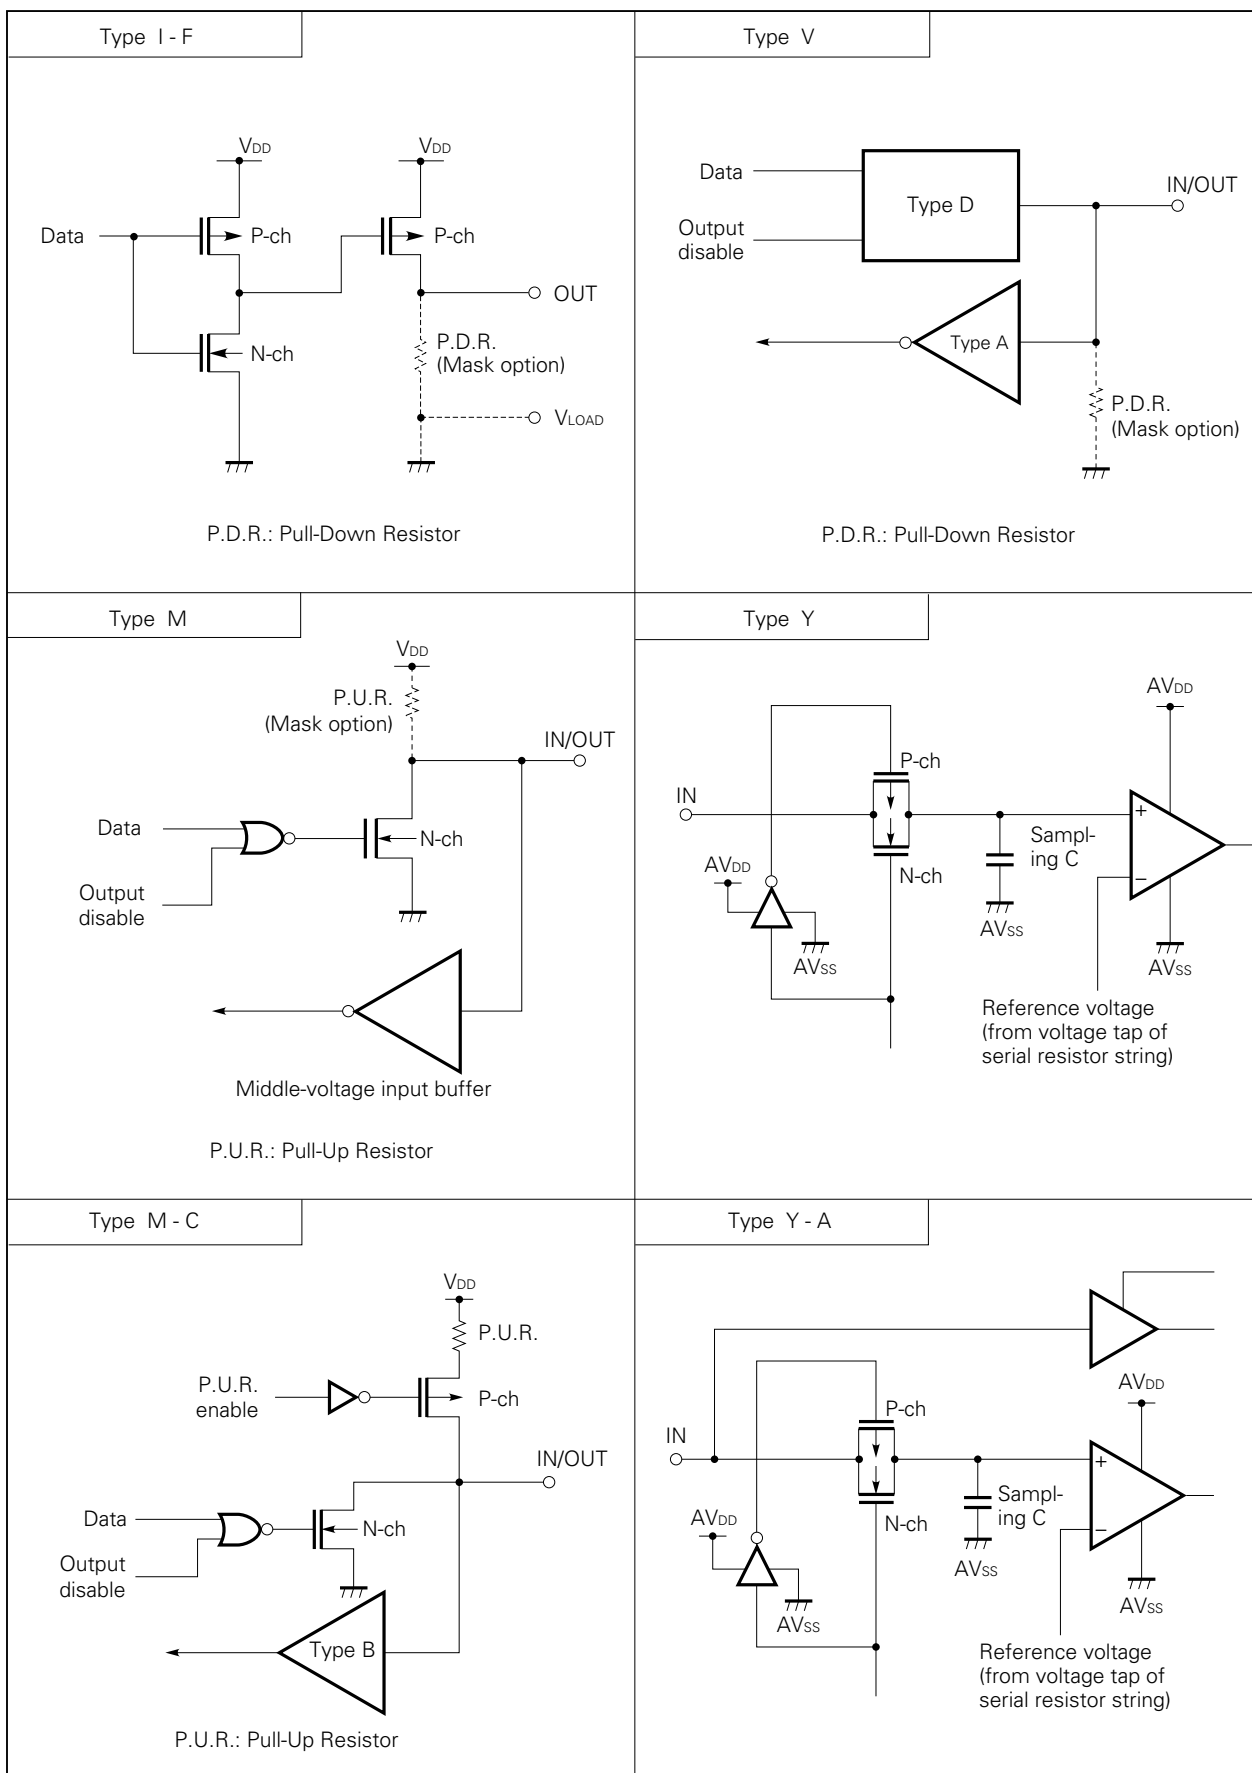 Type I - F
VDD
VDD
Data
P-ch
P-ch
OUT
N-ch
P.D.R.
(Mask option)
VLOAD
P.D.R.: Pull-Down Resistor
Type V
Data
Type D
IN/OUT
Output
disable
Type A
P.D.R.
(Mask option)
P.D.R.: Pull-Down Resistor
Type M
VDD
P.U.R.
(Mask option)
IN/OUT
Data
N-ch
Output
disable
Middle-voltage input buffer
P.U.R.: Pull-Up Resistor
Type Y
AVDD
P-ch
IN
+
Sampl-
ing C
AVDD
N-ch
−
AVSS
AVSS
AVSS
Reference voltage
(from voltage tap of
serial resistor string)
Type M - C
VDD
P.U.R.
P.U.R.
enable
P-ch
IN/OUT
Data
N-ch
Output
disable
Type B
P.U.R.: Pull-Up Resistor
Type Y - A
AVDD
P-ch
IN
+
Sampl-
ing C
AVDD
N-ch
−
AVSS
AVSS
AVSS
Reference voltage
(from voltage tap of
serial resistor string)